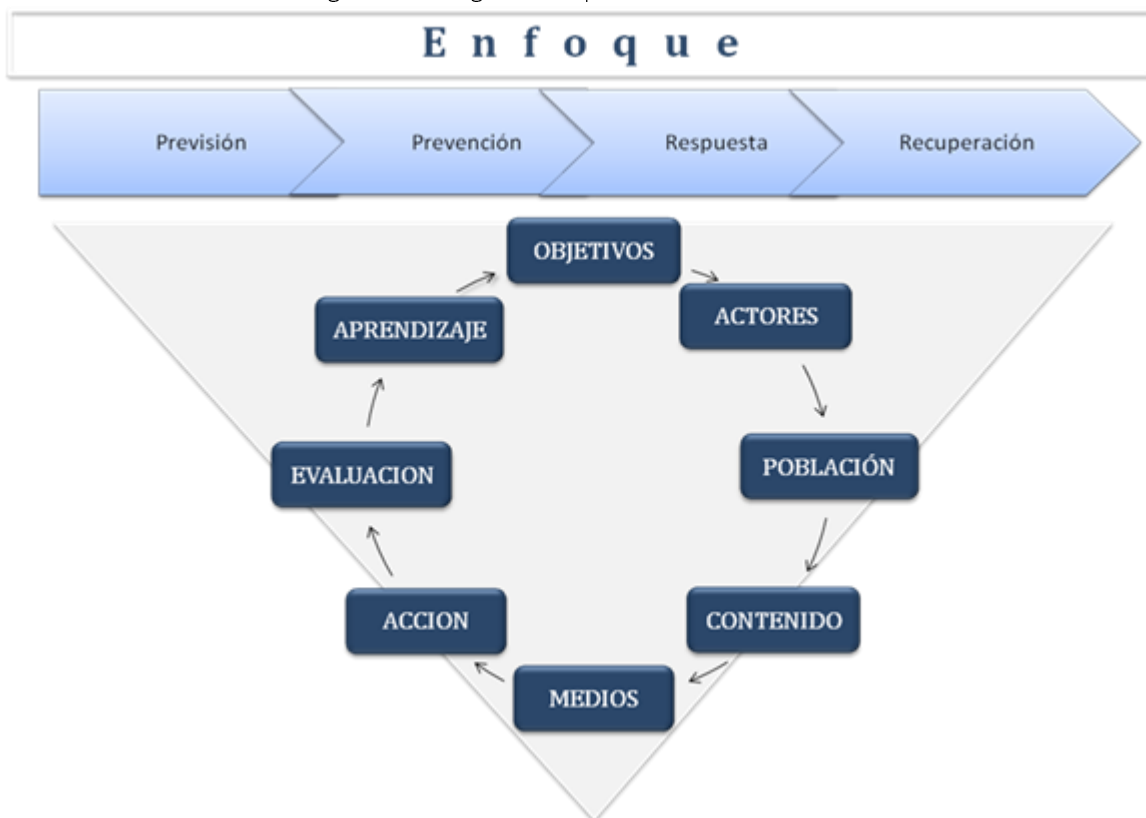 E n f o q u e
Previsión
Prevención
Respuesta
Recuperación
OBJETIVOS
ACTORES
POBLACIÓN
CONTENIDO
MEDIOS
ACCION
EVALUACION
APRENDIZAJE